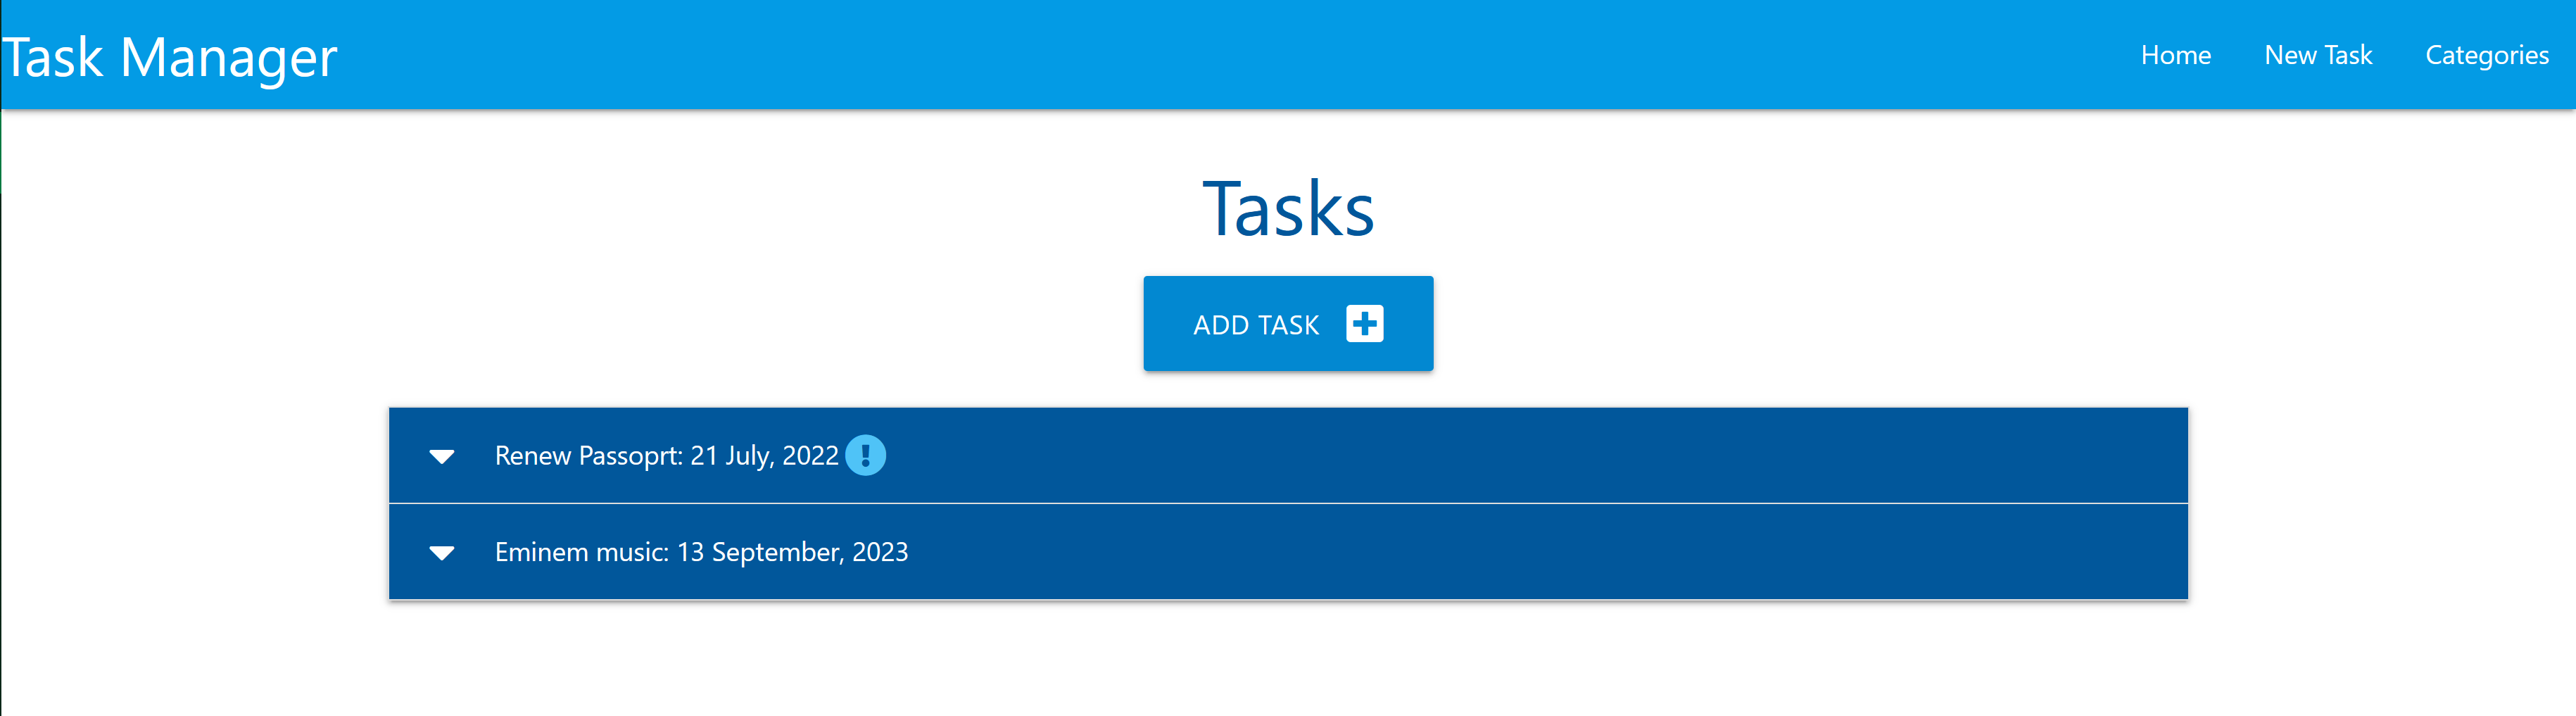 Task Manager
Home
New Task
Categories
Tasks
ADD TASK
Renew Passoprt: 21 July, 2022
Eminem music: 13 September, 2023